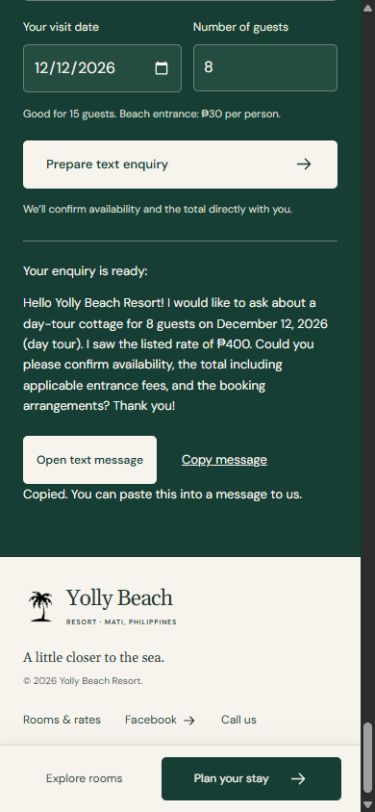 Your visit date
Number of guests
12/12/2026
8
Good for 15 guests. Beach entrance: ₱30 per person.
Prepare text enquiry
We'll confirm availability and the total directly with you.
Your enquiry is ready:
Hello Yolly Beach Resort! I would like to ask about a
day-tour cottage for 8 guests on December 12, 2026
(day tour). I saw the listed rate of ₱400. Could you
please confirm availability, the total including
applicable entrance fees, and the booking
arrangements? Thank you!
Open text message
Copy message
Copied. You can paste this into a message to us.
Yolly Beach
RESORT · MATI, PHILIPPINES
A little closer to the sea.
© 2026 Yolly Beach Resort.
Rooms & rates
Facebook →
Call us
Explore rooms
Plan your stay →